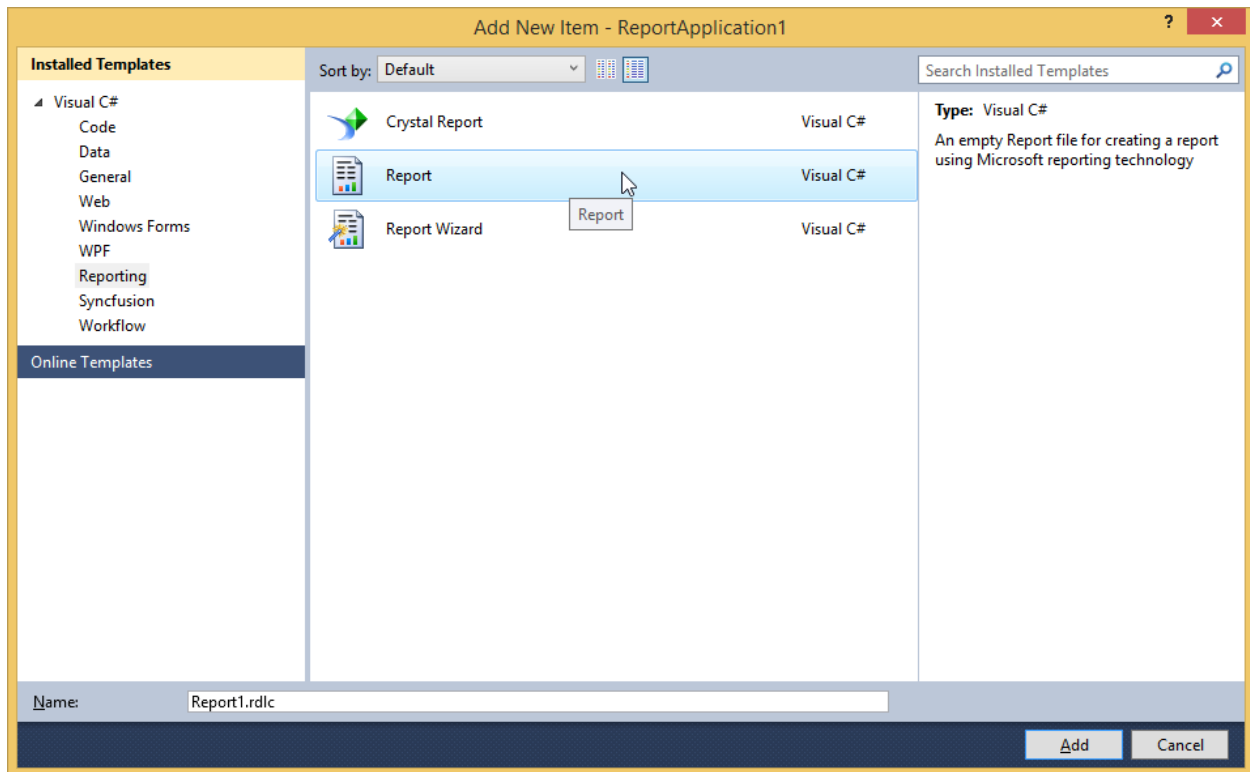 Add New Item - ReportApplication1
?
Installed Templates
Visual C#
Code
Data
General
Web
Windows Forms
WPF
Reporting
Syncfusion
Workflow
Online Templates
Sort by: Default
Crystal Report Visual C#
Report Visual C#
Report
Report Wizard Visual C#
Search Installed Templates
Type: Visual C#
An empty Report file for creating a report
using Microsoft reporting technology
Name: Report1.rdlc
Add Cancel